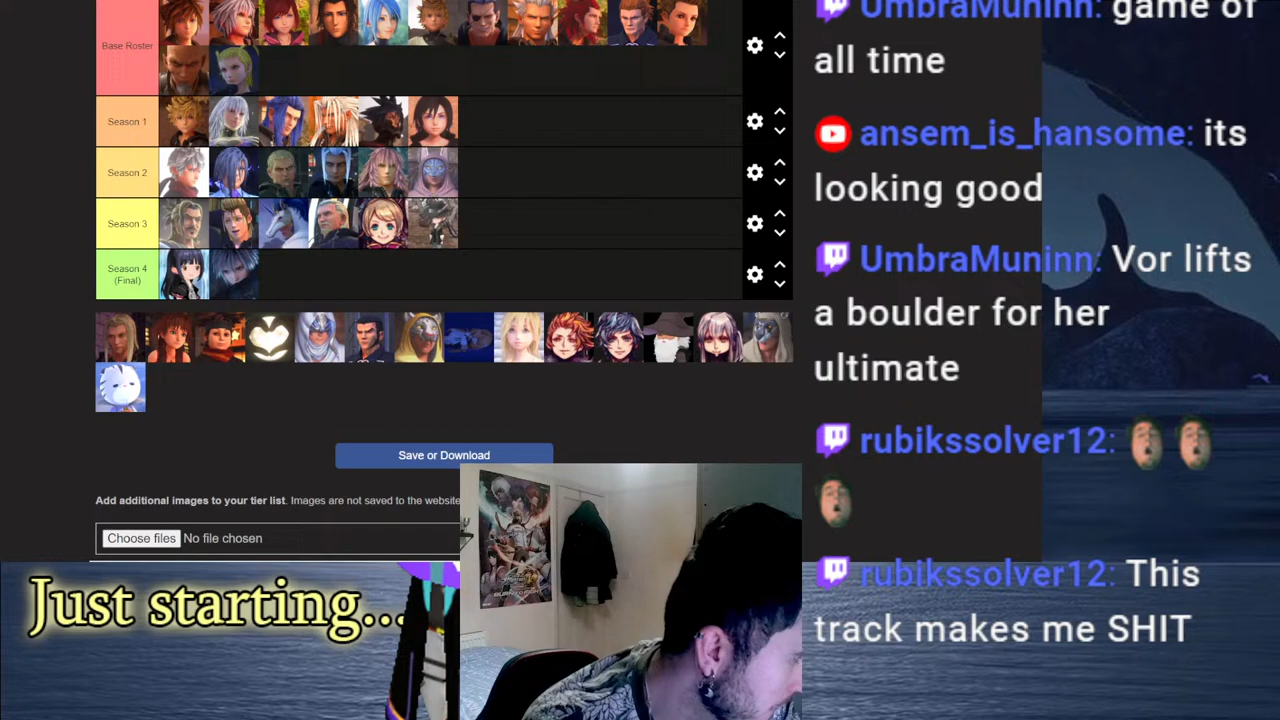 UmbraMuninn: game of
all time
ansem_is_hansome: its
looking good
UmbraMuninn: Vor lifts
a boulder for her
ultimate
rubikssolver12:
rubikssolver12: This
track makes me SHIT
Base Roster
Season 1
Season 2
Season 3
Season 4
(Final)
Save or Download
Add additional images to your tier list. Images are not saved to the website
Choose files No file chosen
Just starting...